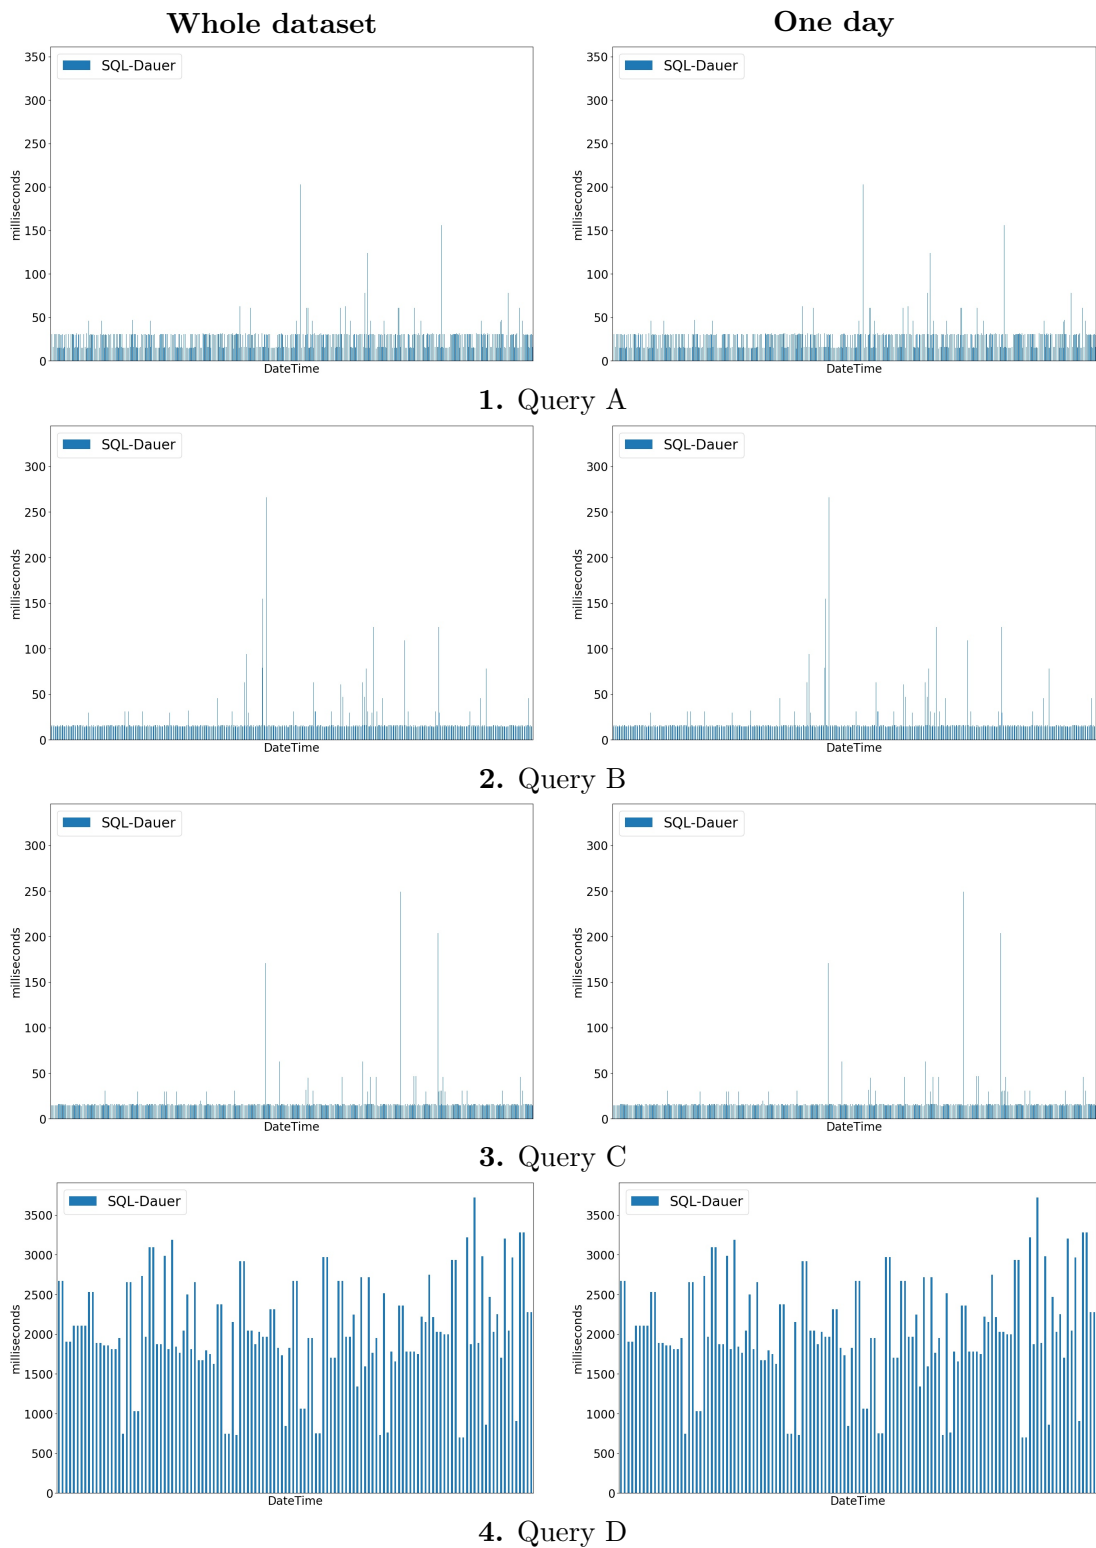 Whole dataset
One day
SQL-Dauer
350
300
250
200
150
100
50
0
milliseconds
DateTime
SQL-Dauer
350
300
250
200
150
100
50
0
milliseconds
DateTime
1. Query A
SQL-Dauer
300
250
200
150
100
50
0
milliseconds
DateTime
SQL-Dauer
300
250
200
150
100
50
0
milliseconds
DateTime
2. Query B
SQL-Dauer
300
250
200
150
100
50
0
milliseconds
DateTime
SQL-Dauer
300
250
200
150
100
50
0
milliseconds
DateTime
3. Query C
SQL-Dauer
3500
3000
2500
2000
1500
1000
500
0
milliseconds
DateTime
SQL-Dauer
3500
3000
2500
2000
1500
1000
500
0
milliseconds
DateTime
4. Query D